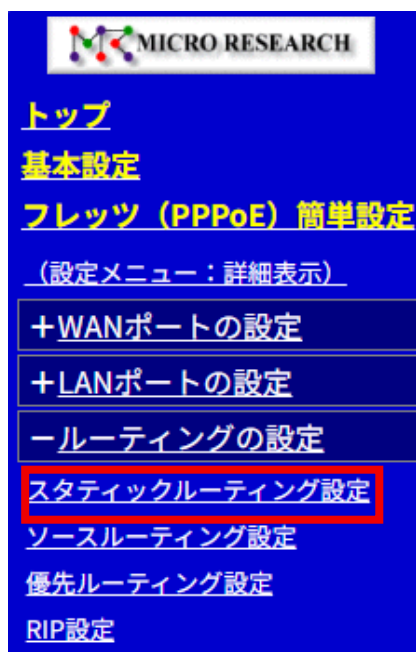 MICRO RESEARCH
トップ
基本設定
フレッツ（PPPoE）簡単設定
（設定メニュー：詳細表示）
＋WANポートの設定
＋LANポートの設定
－ルーティングの設定
スタティックルーティング設定
ソースルーティング設定
優先ルーティング設定
RIP設定